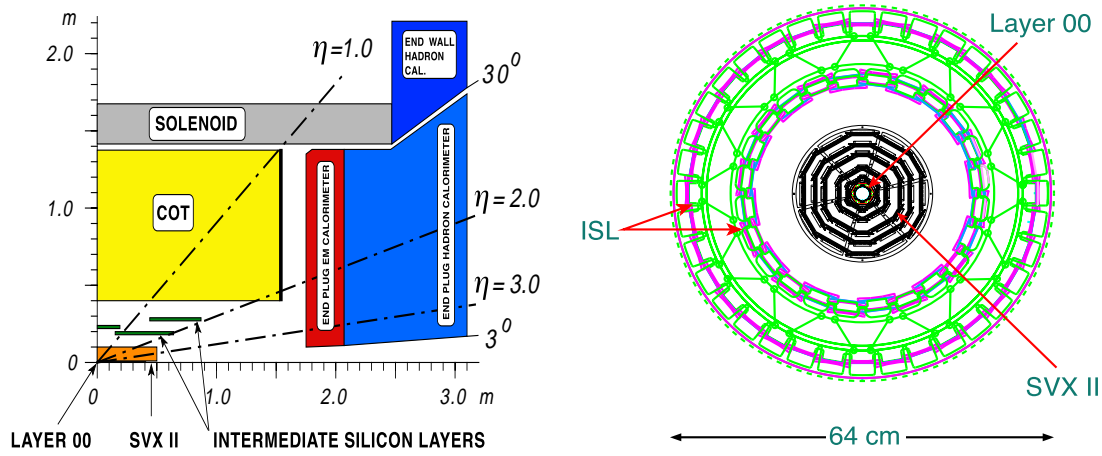 m
2.0
1.0
0
η=1.0
END WALL
HADRON
CAL.
30⁰
SOLENOID
COT
END PLUG EM CALORIMETER
END PLUG HADRON CALORIMETER
η=2.0
η=3.0
3⁰
0
1.0
2.0
3.0
m
LAYER 00
SVX II
INTERMEDIATE SILICON LAYERS
Layer 00
ISL
SVX II
64 cm